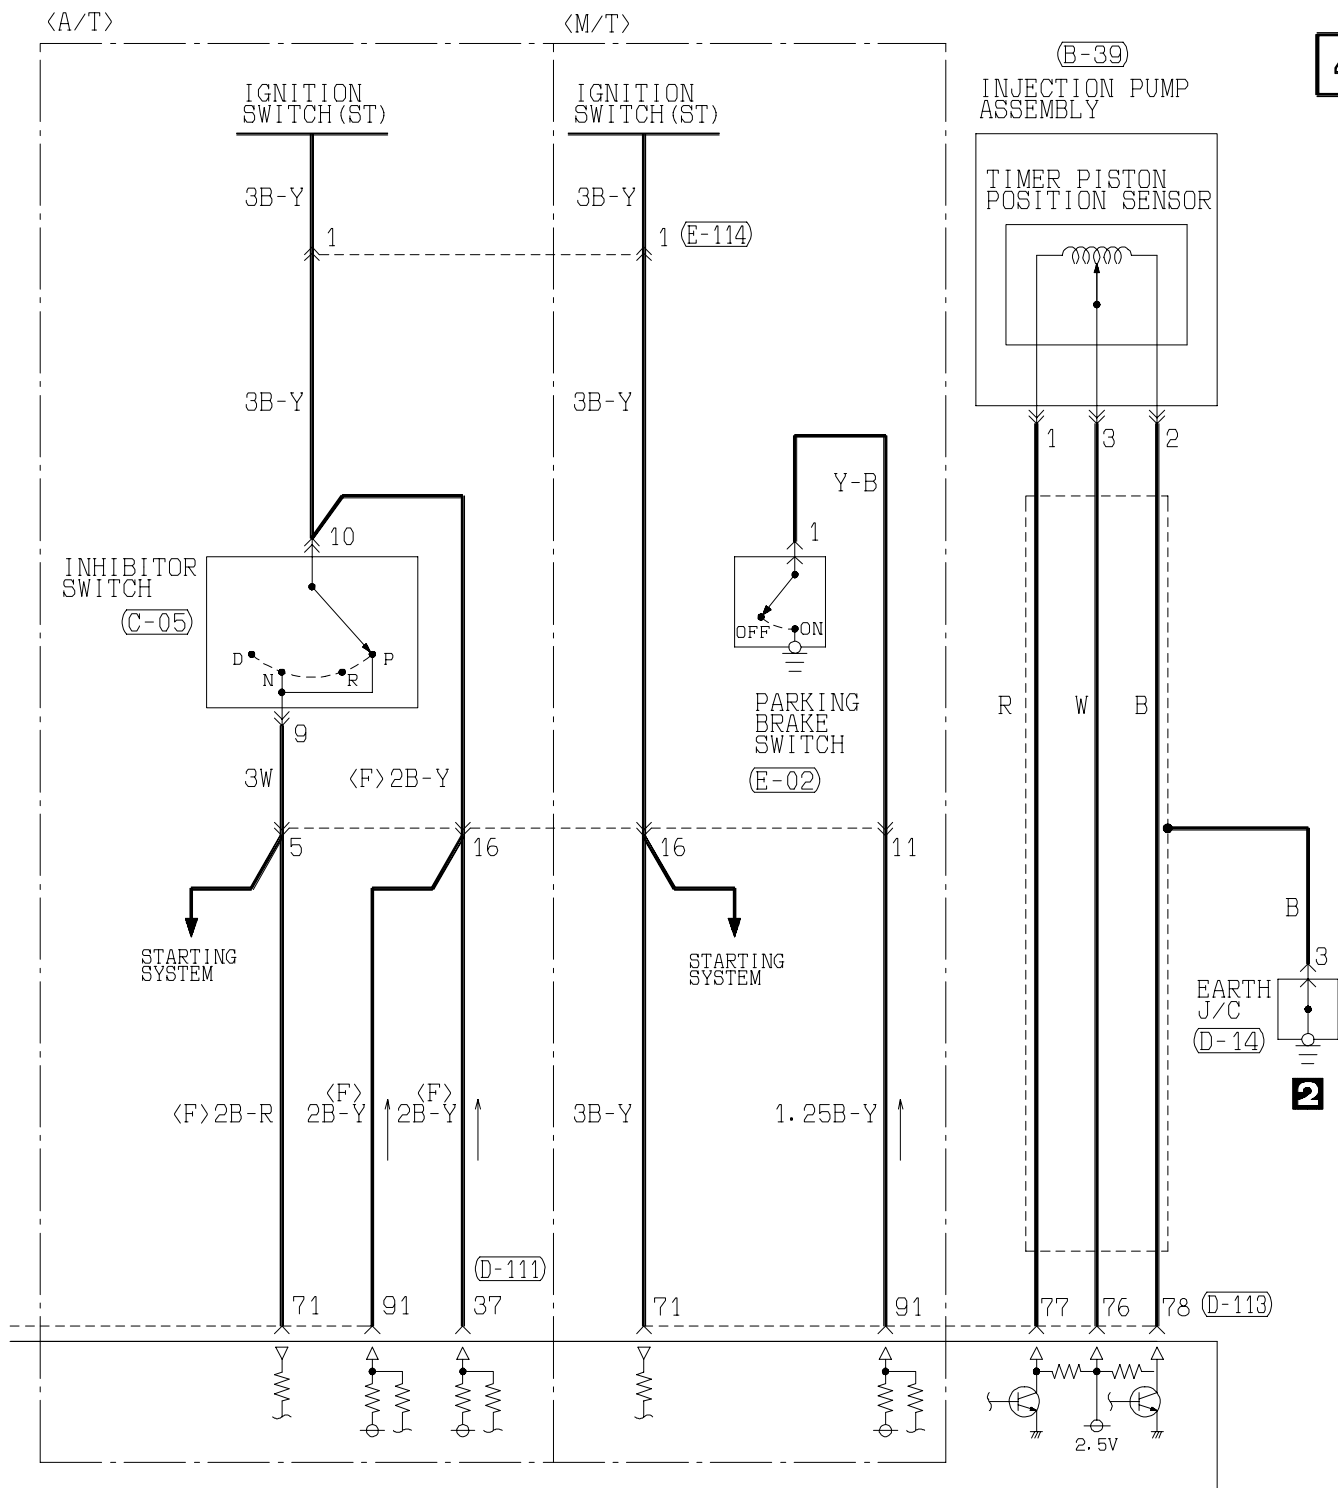 <A/T>
<M/T>
(B-39)
INJECTION PUMP
ASSEMBLY
IGNITION
SWITCH(ST)
IGNITION
SWITCH(ST)
TIMER PISTON
POSITION SENSOR
3B-Y
3B-Y
1
1
(E-114)
3B-Y
3B-Y
1
3
2
Y-B
10
1
INHIBITOR
SWITCH
(C-05)
D
N
R
P
OFF
ON
9
PARKING
BRAKE
SWITCH
(E-02)
R
W
B
3W
<F>2B-Y
5
16
16
11
B
STARTING
SYSTEM
STARTING
SYSTEM
3
EARTH
J/C
(D-14)
2
<F>2B-R
<F>
2B-Y
<F>
2B-Y
3B-Y
1.25B-Y
(D-111)
71
91
37
71
91
77
76
78
(D-113)
2.5V